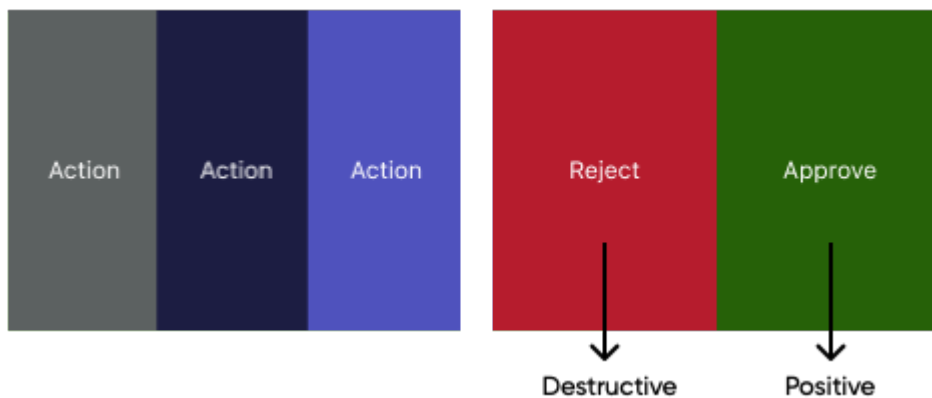 Action
Action
Action
Reject
Approve
Destructive
Positive